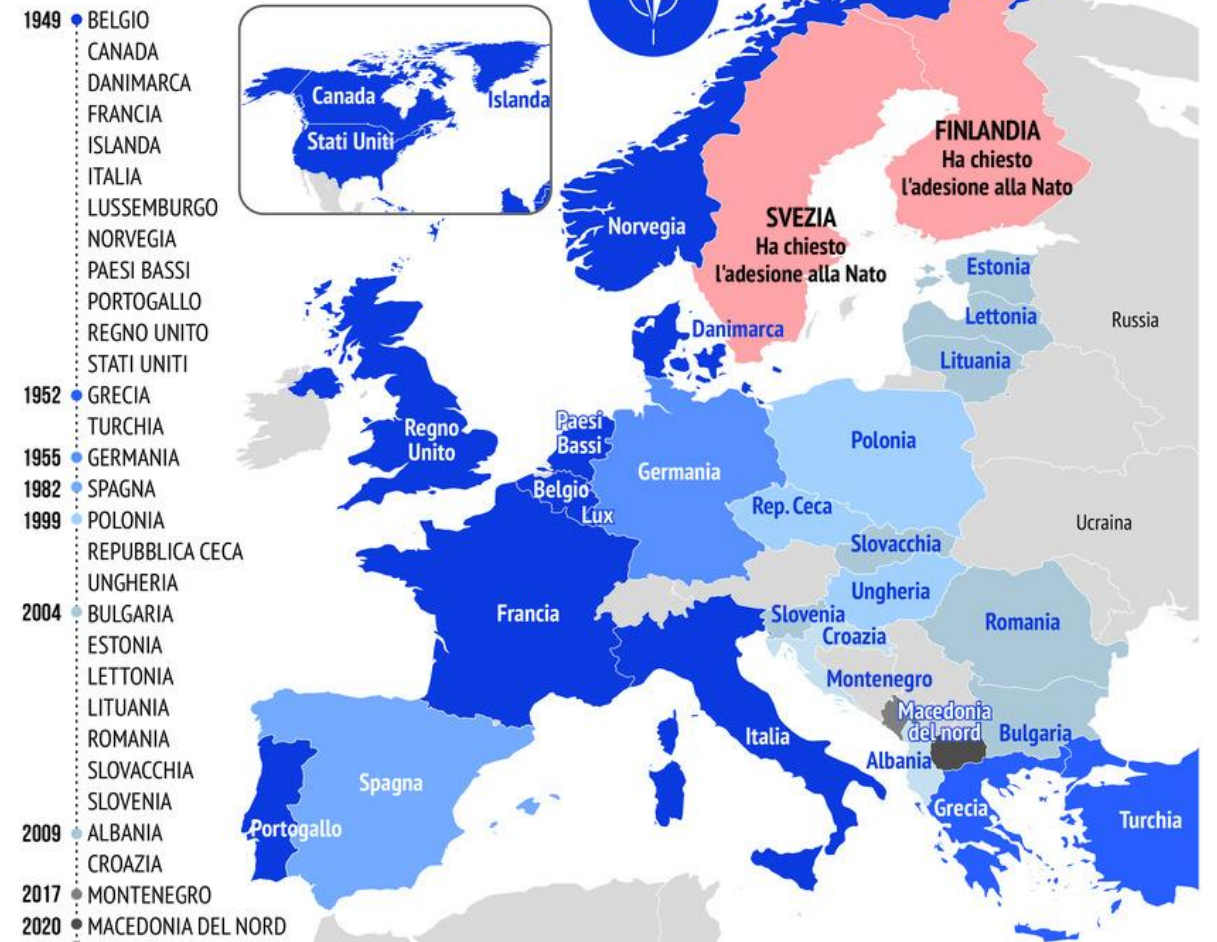 1949 BELGIO
CANADA
DANIMARCA
FRANCIA
ISLANDA
ITALIA
LUSSEMBURGO
NORVEGIA
PAESI BASSI
PORTOGALLO
REGNO UNITO
STATI UNITI
1952 GRECIA
TURCHIA
1955 GERMANIA
1982 SPAGNA
1999 POLONIA
REPUBBLICA CECA
UNGHERIA
2004 BULGARIA
ESTONIA
LETTONIA
LITUANIA
ROMANIA
SLOVACCHIA
SLOVENIA
2009 ALBANIA
CROAZIA
2017 MONTENEGRO
2020 MACEDONIA DEL NORD
Canada
Islanda
Stati Uniti
FINLANDIA
Ha chiesto
l'adesione alla Nato
SVEZIA
Ha chiesto
l'adesione alla Nato
Norvegia
Estonia
Lettonia
Russia
Danimarca
Lituania
Regno
Unito
Paesi
Bassi
Polonia
Germania
Belgio
Lux
Rep. Ceca
Ucraina
Slovacchia
Ungheria
Francia
Slovenia
Romania
Croazia
Montenegro
Macedonia
del nord
Bulgaria
Italia
Albania
Spagna
Grecia
Turchia
Portogallo